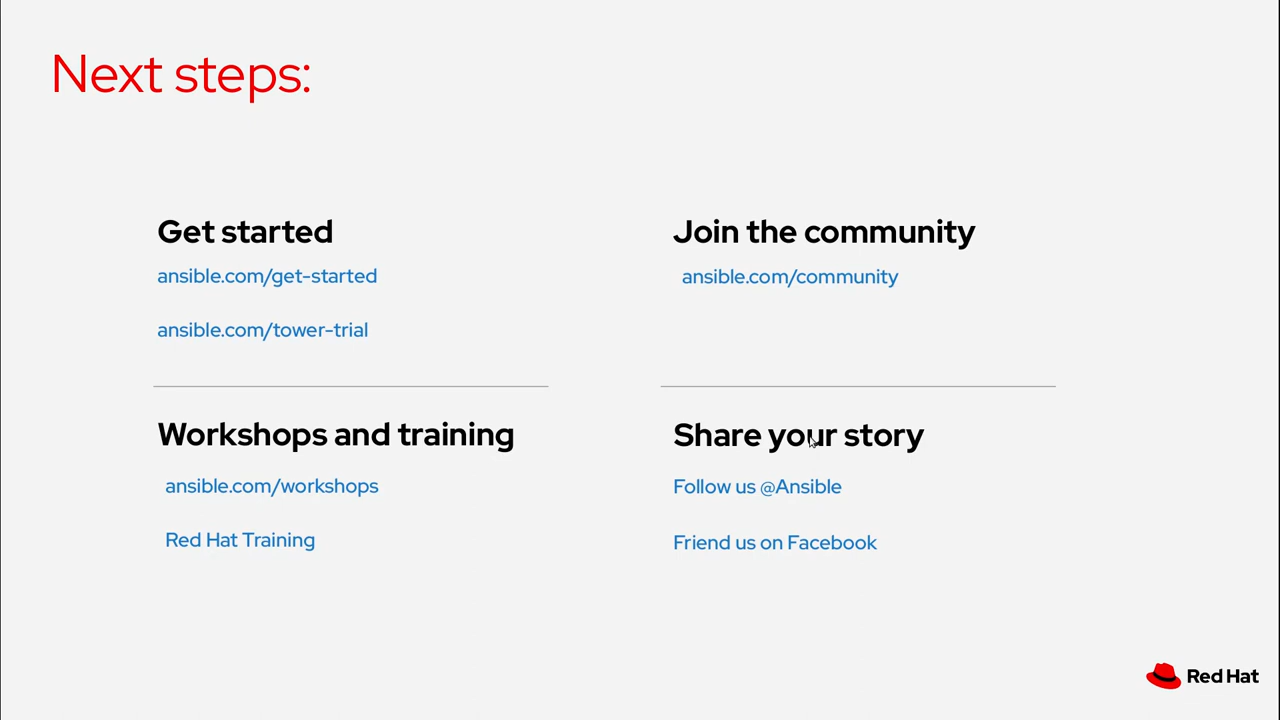 Next steps:
Get started
ansible.com/get-started
ansible.com/tower-trial
Join the community
ansible.com/community
Workshops and training
ansible.com/workshops
Red Hat Training
Share your story
Follow us @Ansible
Friend us on Facebook
Red Hat